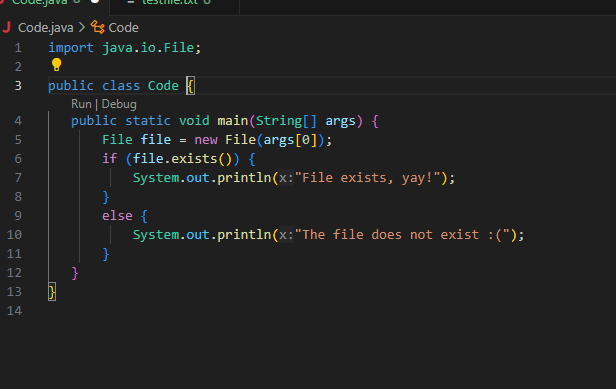 Code.java testfile.txt
Code.java > Code
1 import java.io.File;
2
3 public class Code {
Run | Debug
4 public static void main(String[] args) {
5 File file = new File(args[0]);
6 if (file.exists()) {
7 System.out.println(x:"File exists, yay!");
8 }
9 else {
10 System.out.println(x:"The file does not exist :(");
11 }
12 }
13 }
14